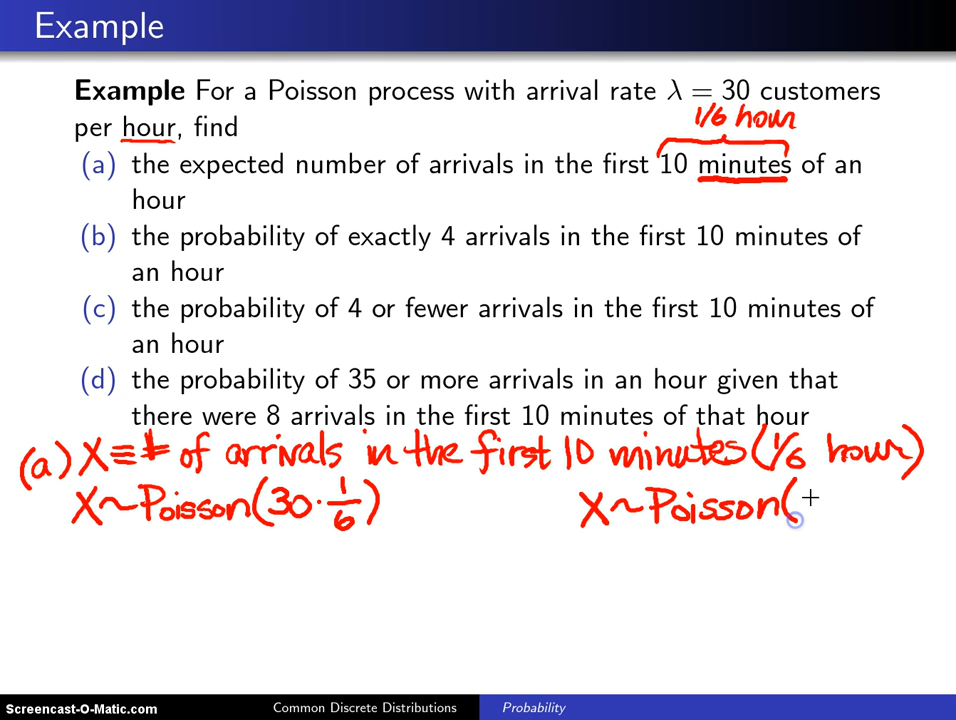 Example
Example For a Poisson process with arrival rate λ = 30 customers
1/6 hour
per hour, find
(a) the expected number of arrivals in the first 10 minutes of an
hour
(b) the probability of exactly 4 arrivals in the first 10 minutes of
an hour
(c) the probability of 4 or fewer arrivals in the first 10 minutes of
an hour
(d) the probability of 35 or more arrivals in an hour given that
there were 8 arrivals in the first 10 minutes of that hour
(a) X ≡ # of arrivals in the first 10 minutes (1/6 hour)
X ~ Poisson(30 · 1/6) X ~ Poisson(
Screencast-O-Matic.com Common Discrete Distributions Probability